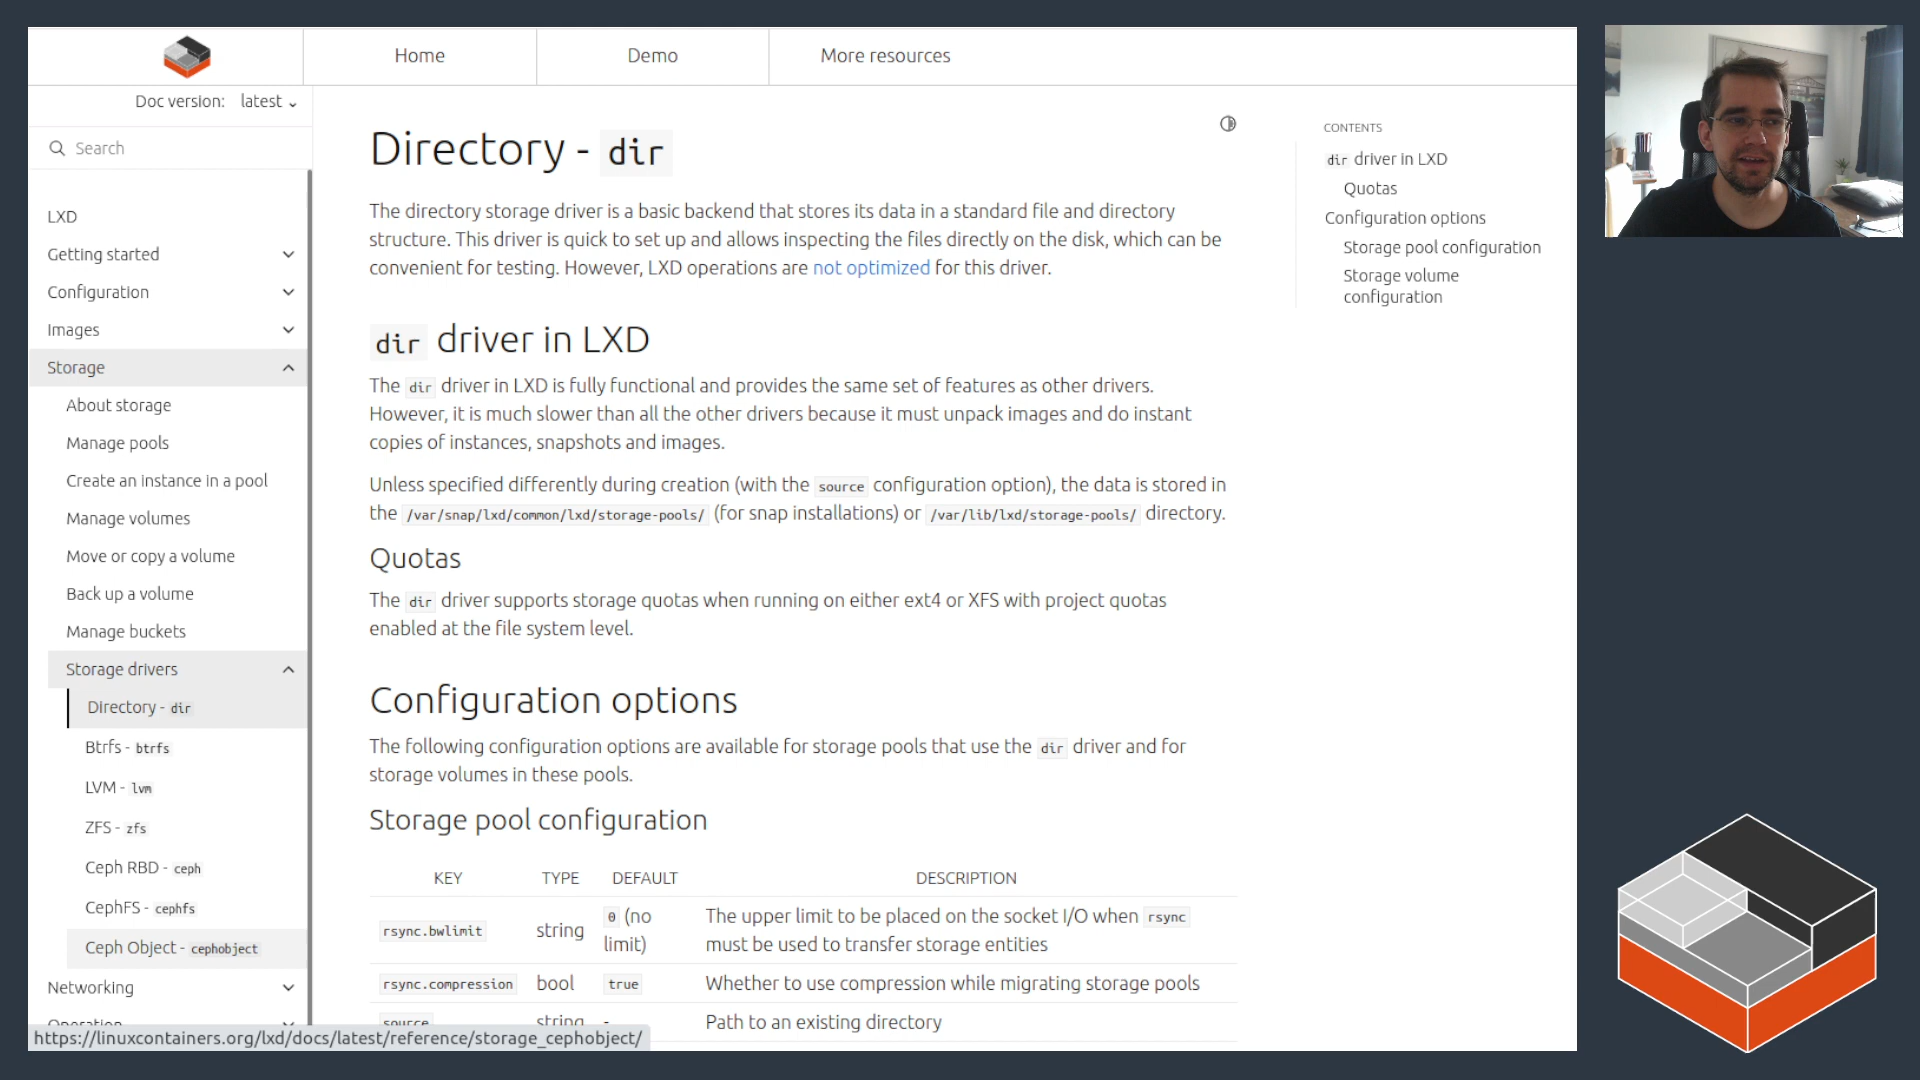 Home
Demo
More resources
Doc version: latest
Search
LXD
Getting started
Configuration
Images
Storage
About storage
Manage pools
Create an instance in a pool
Manage volumes
Move or copy a volume
Back up a volume
Manage buckets
Storage drivers
Directory - dir
Btrfs - btrfs
LVM - lvm
ZFS - zfs
Ceph RBD - ceph
CephFS - cephfs
Ceph Object - cephobject
Networking
Operation
https://linuxcontainers.org/lxd/docs/latest/reference/storage_cephobject/
Directory - dir
The directory storage driver is a basic backend that stores its data in a standard file and directory
structure. This driver is quick to set up and allows inspecting the files directly on the disk, which can be
convenient for testing. However, LXD operations are not optimized for this driver.
dir driver in LXD
The dir driver in LXD is fully functional and provides the same set of features as other drivers.
However, it is much slower than all the other drivers because it must unpack images and do instant
copies of instances, snapshots and images.
Unless specified differently during creation (with the source configuration option), the data is stored in
the /var/snap/lxd/common/lxd/storage-pools/ (for snap installations) or /var/lib/lxd/storage-pools/ directory.
Quotas
The dir driver supports storage quotas when running on either ext4 or XFS with project quotas
enabled at the file system level.
Configuration options
The following configuration options are available for storage pools that use the dir driver and for
storage volumes in these pools.
Storage pool configuration
KEY TYPE DEFAULT DESCRIPTION
rsync.bwlimit string 0 (no limit) The upper limit to be placed on the socket I/O when rsync
must be used to transfer storage entities
rsync.compression bool true Whether to use compression while migrating storage pools
source string - Path to an existing directory
CONTENTS
dir driver in LXD
Quotas
Configuration options
Storage pool configuration
Storage volume
configuration